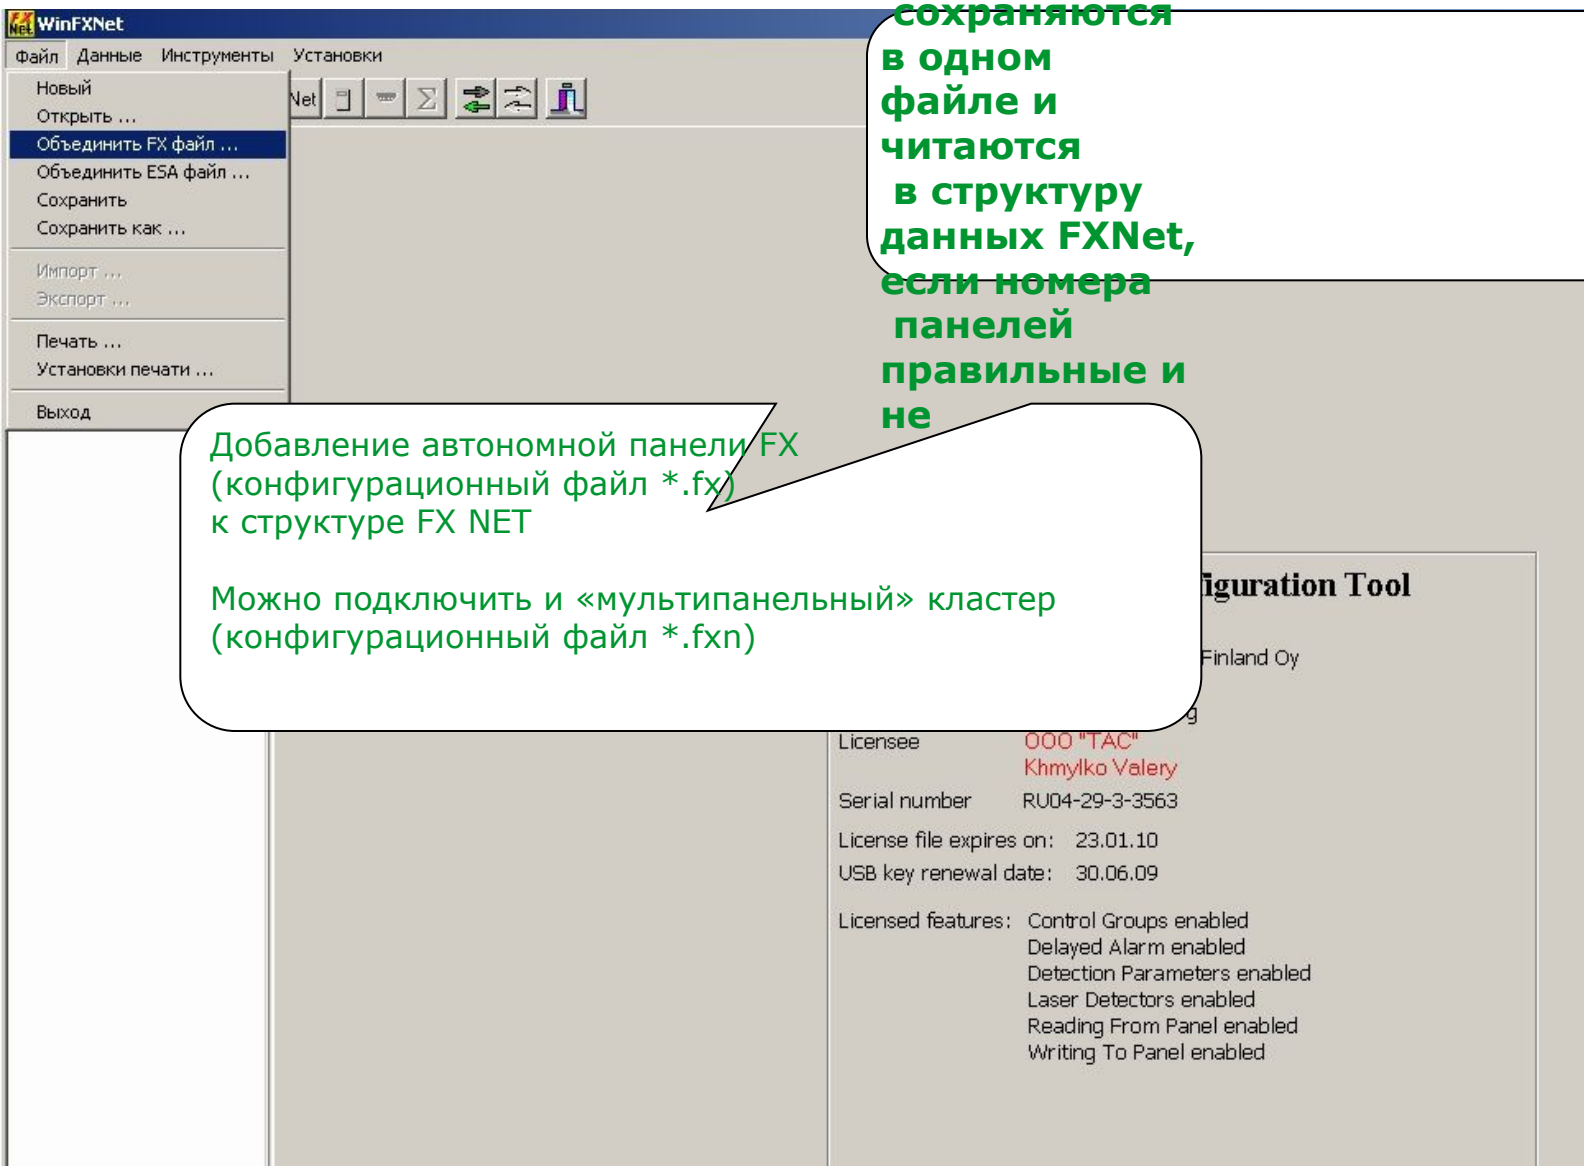 WinFXNet
Файл Данные Инструменты Установки
Новый
Открыть ...
Объединить FX файл ...
Объединить ESA файл ...
Сохранить
Сохранить как ...
Импорт ...
Экспорт ...
Печать ...
Установки печати ...
Выход
Net
сохраняются
в одном
файле и
читаются
в структуру
данных FXNet,
если номера
панелей
правильные и
не
Добавление автономной панели FX
(конфигурационный файл *.fx)
к структуре FX NET
Можно подключить и «мультипанельный» кластер
(конфигурационный файл *.fxn)
iguration Tool
Finland Oy
g
Licensee ООО "ТАС"
Khmylko Valery
Serial number RU04-29-3-3563
License file expires on: 23.01.10
USB key renewal date: 30.06.09
Licensed features: Control Groups enabled
Delayed Alarm enabled
Detection Parameters enabled
Laser Detectors enabled
Reading From Panel enabled
Writing To Panel enabled